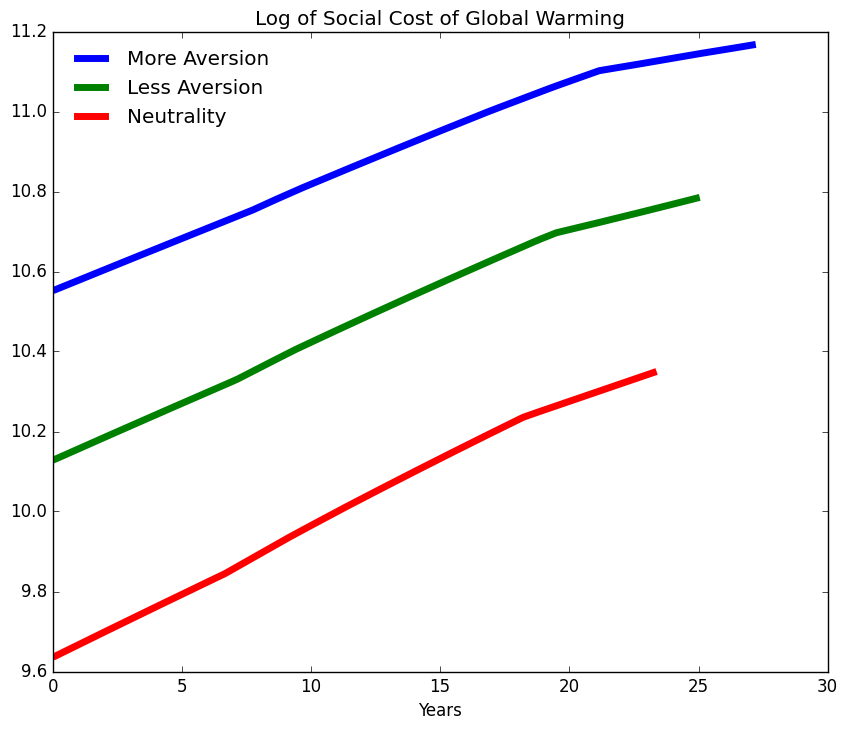 Log of Social Cost of Global Warming
11.2
More Aversion
Less Aversion
Neutrality
11.0
10.8
10.6
10.4
10.2
10.0
9.8
9.6
0 5 10 15 20 25 30
Years